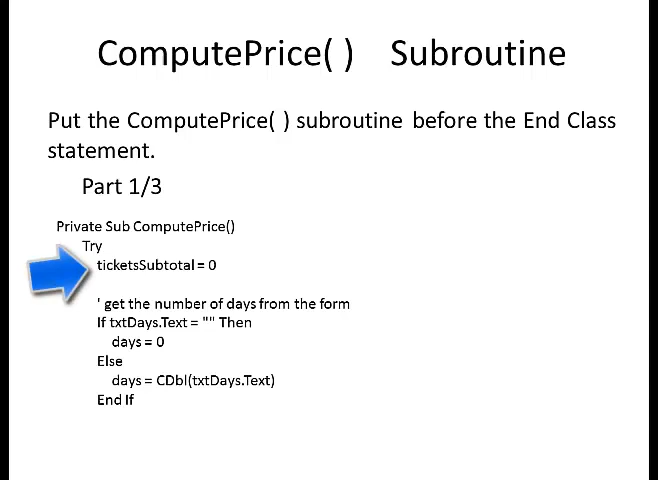 ComputePrice( ) Subroutine
Put the ComputePrice( ) subroutine before the End Class
statement.
Part 1/3
Private Sub ComputePrice()
Try
ticketsSubtotal = 0
' get the number of days from the form
If txtDays.Text = "" Then
days = 0
Else
days = CDbl(txtDays.Text)
End If